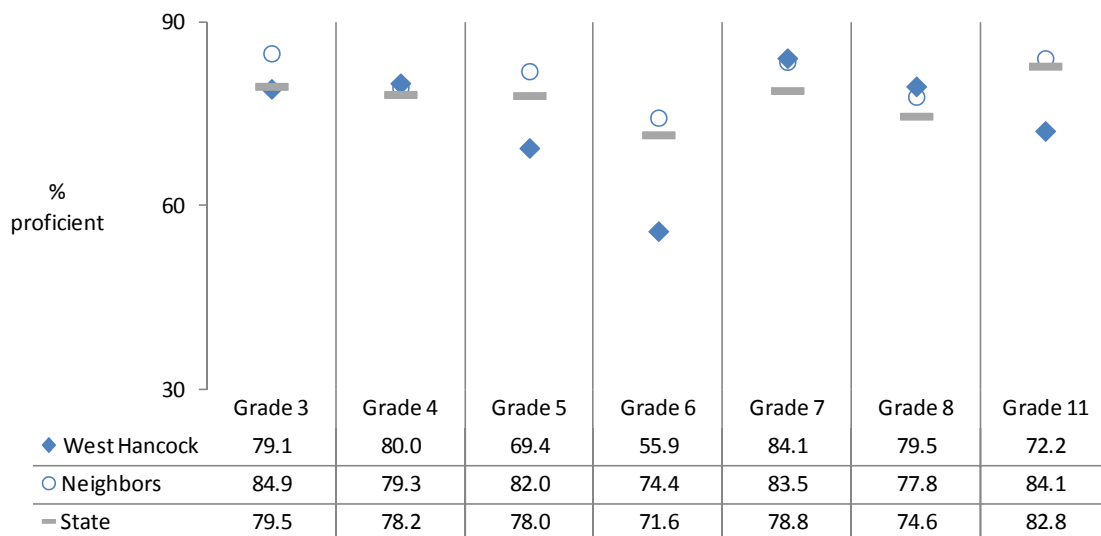 90
%
proficient
60
30
Grade 3 Grade 4 Grade 5 Grade 6 Grade 7 Grade 8 Grade 11
West Hancock 79.1 80.0 69.4 55.9 84.1 79.5 72.2
Neighbors 84.9 79.3 82.0 74.4 83.5 77.8 84.1
State 79.5 78.2 78.0 71.6 78.8 74.6 82.8